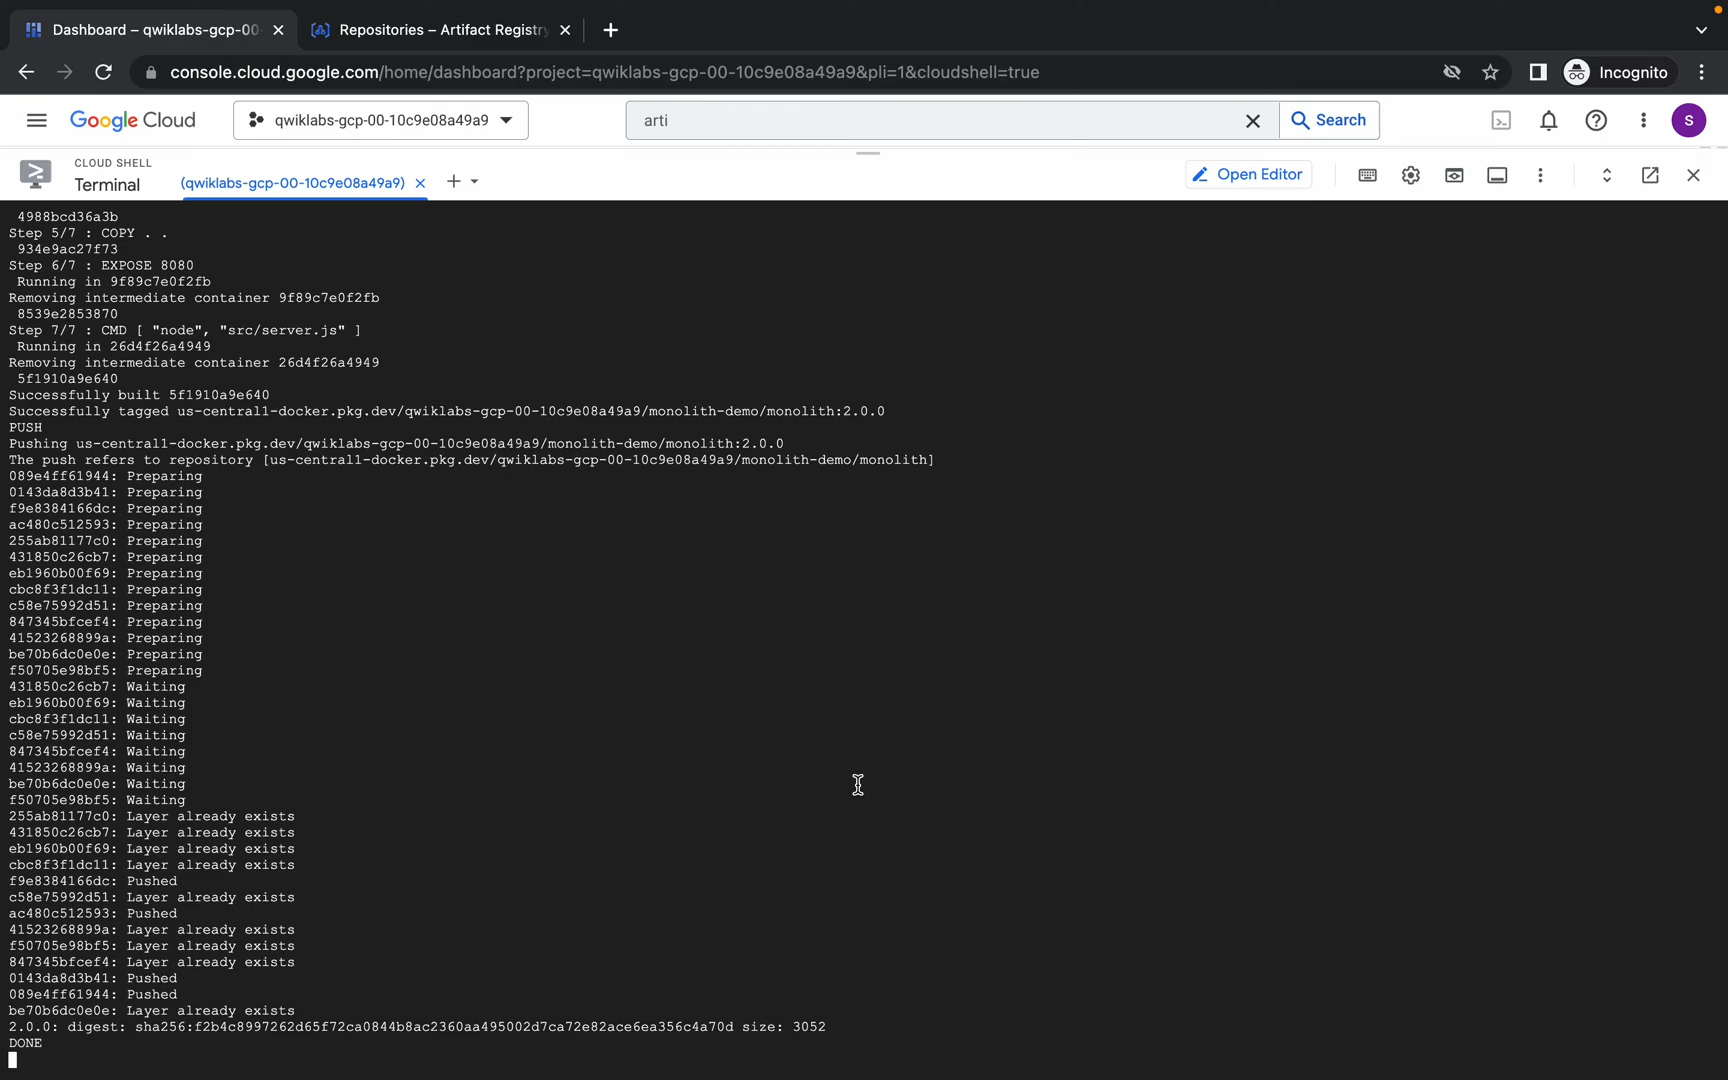 Dashboard – qwiklabs-gcp-00
Repositories – Artifact Registry
console.cloud.google.com/home/dashboard?project=qwiklabs-gcp-00-10c9e08a49a9&pli=1&cloudshell=true
Incognito
Google Cloud
qwiklabs-gcp-00-10c9e08a49a9
arti
Search
S
CLOUD SHELL
Terminal
(qwiklabs-gcp-00-10c9e08a49a9)
Open Editor
4988bcd36a3b
Step 5/7 : COPY . .
934e9ac27f73
Step 6/7 : EXPOSE 8080
Running in 9f89c7e0f2fb
Removing intermediate container 9f89c7e0f2fb
8539e2853870
Step 7/7 : CMD [ "node", "src/server.js" ]
Running in 26d4f26a4949
Removing intermediate container 26d4f26a4949
5f1910a9e640
Successfully built 5f1910a9e640
Successfully tagged us-central1-docker.pkg.dev/qwiklabs-gcp-00-10c9e08a49a9/monolith-demo/monolith:2.0.0
PUSH
Pushing us-central1-docker.pkg.dev/qwiklabs-gcp-00-10c9e08a49a9/monolith-demo/monolith:2.0.0
The push refers to repository [us-central1-docker.pkg.dev/qwiklabs-gcp-00-10c9e08a49a9/monolith-demo/monolith]
089e4ff61944: Preparing
0143da8d3b41: Preparing
f9e8384166dc: Preparing
ac480c512593: Preparing
255ab81177c0: Preparing
431850c26cb7: Preparing
eb1960b00f69: Preparing
cbc8f3f1dc11: Preparing
c58e75992d51: Preparing
847345bfcef4: Preparing
41523268899a: Preparing
be70b6dc0e0e: Preparing
f50705e98bf5: Preparing
431850c26cb7: Waiting
eb1960b00f69: Waiting
cbc8f3f1dc11: Waiting
c58e75992d51: Waiting
847345bfcef4: Waiting
41523268899a: Waiting
be70b6dc0e0e: Waiting
f50705e98bf5: Waiting
255ab81177c0: Layer already exists
431850c26cb7: Layer already exists
eb1960b00f69: Layer already exists
cbc8f3f1dc11: Layer already exists
f9e8384166dc: Pushed
c58e75992d51: Layer already exists
ac480c512593: Pushed
41523268899a: Layer already exists
f50705e98bf5: Layer already exists
847345bfcef4: Layer already exists
0143da8d3b41: Pushed
089e4ff61944: Pushed
be70b6dc0e0e: Layer already exists
2.0.0: digest: sha256:f2b4c8997262d65f72ca0844b8ac2360aa495002d7ca72e82ace6ea356c4a70d size: 3052
DONE